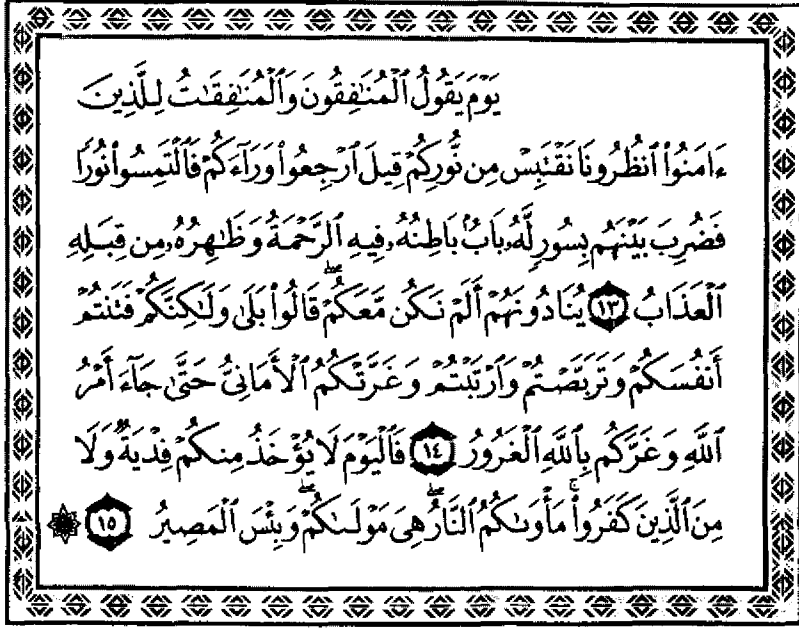 يَوْمَ يَقُولُ ٱلْمُنَٰفِقُونَ وَٱلْمُنَٰفِقَٰتُ لِلَّذِينَ
ءَامَنُوا۟ ٱنظُرُونَا نَقْتَبِسْ مِن نُّورِكُمْ قِيلَ ٱرْجِعُوا۟ وَرَآءَكُمْ فَٱلْتَمِسُوا۟ نُورًا
فَضُرِبَ بَيْنَهُم بِسُورٍ لَّهُۥ بَابٌۢ بَاطِنُهُۥ فِيهِ ٱلرَّحْمَةُ وَظَٰهِرُهُۥ مِن قِبَلِهِ
ٱلْعَذَابُ ١٣ يُنَادُونَهُمْ أَلَمْ نَكُن مَّعَكُمْ ۖ قَالُوا۟ بَلَىٰ وَلَٰكِنَّكُمْ فَتَنتُمْ
أَنفُسَكُمْ وَتَرَبَّصْتُمْ وَٱرْتَبْتُمْ وَغَرَّتْكُمُ ٱلْأَمَانِىُّ حَتَّىٰ جَآءَ أَمْرُ
ٱللَّهِ وَغَرَّكُم بِٱللَّهِ ٱلْغَرُورُ ١٤ فَٱلْيَوْمَ لَا يُؤْخَذُ مِنكُمْ فِدْيَةٌ وَلَا
مِنَ ٱلَّذِينَ كَفَرُوا۟ ۚ مَأْوَىٰكُمُ ٱلنَّارُ ۖ هِىَ مَوْلَىٰكُمْ ۖ وَبِئْسَ ٱلْمَصِيرُ ١٥